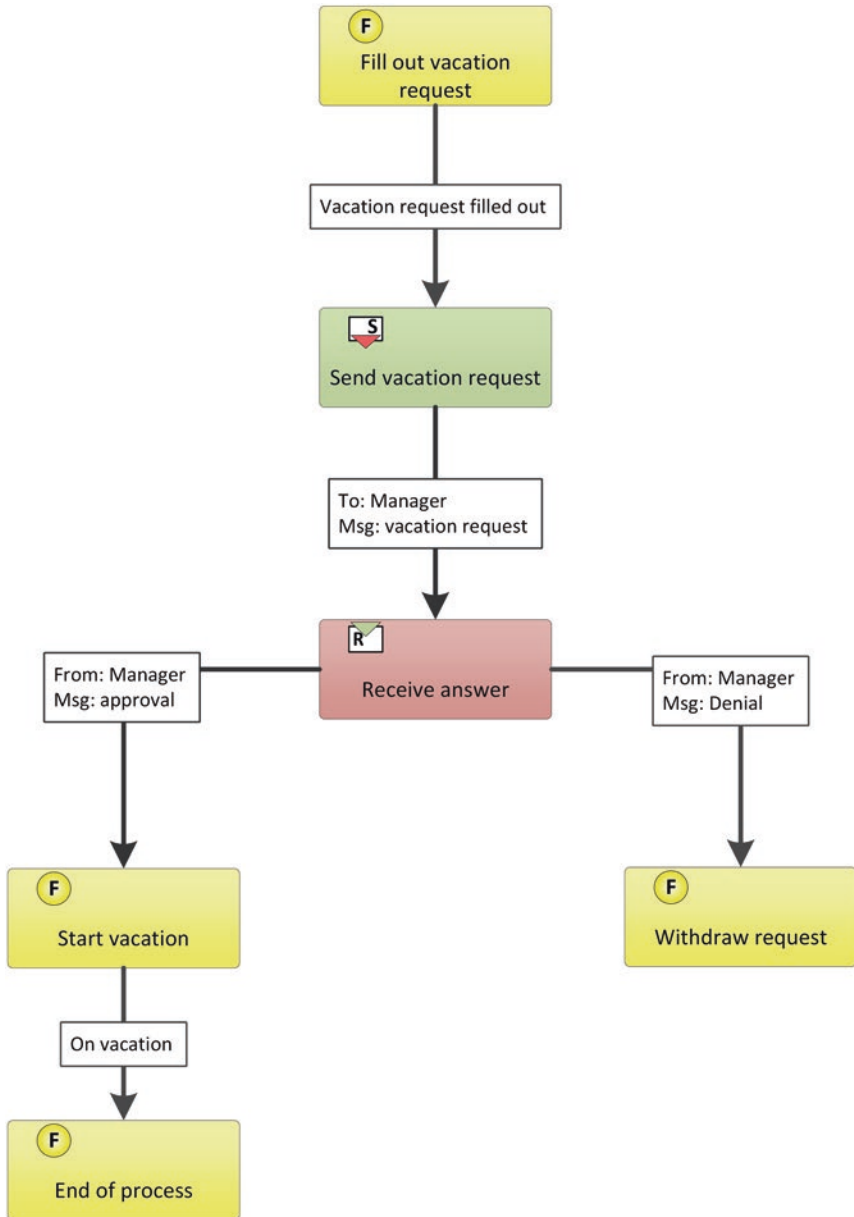 F
Fill out vacation
request
Vacation request filled out
S
Send vacation request
To: Manager
Msg: vacation request
R
Receive answer
From: Manager
Msg: approval
From: Manager
Msg: Denial
F
Start vacation
F
Withdraw request
On vacation
F
End of process